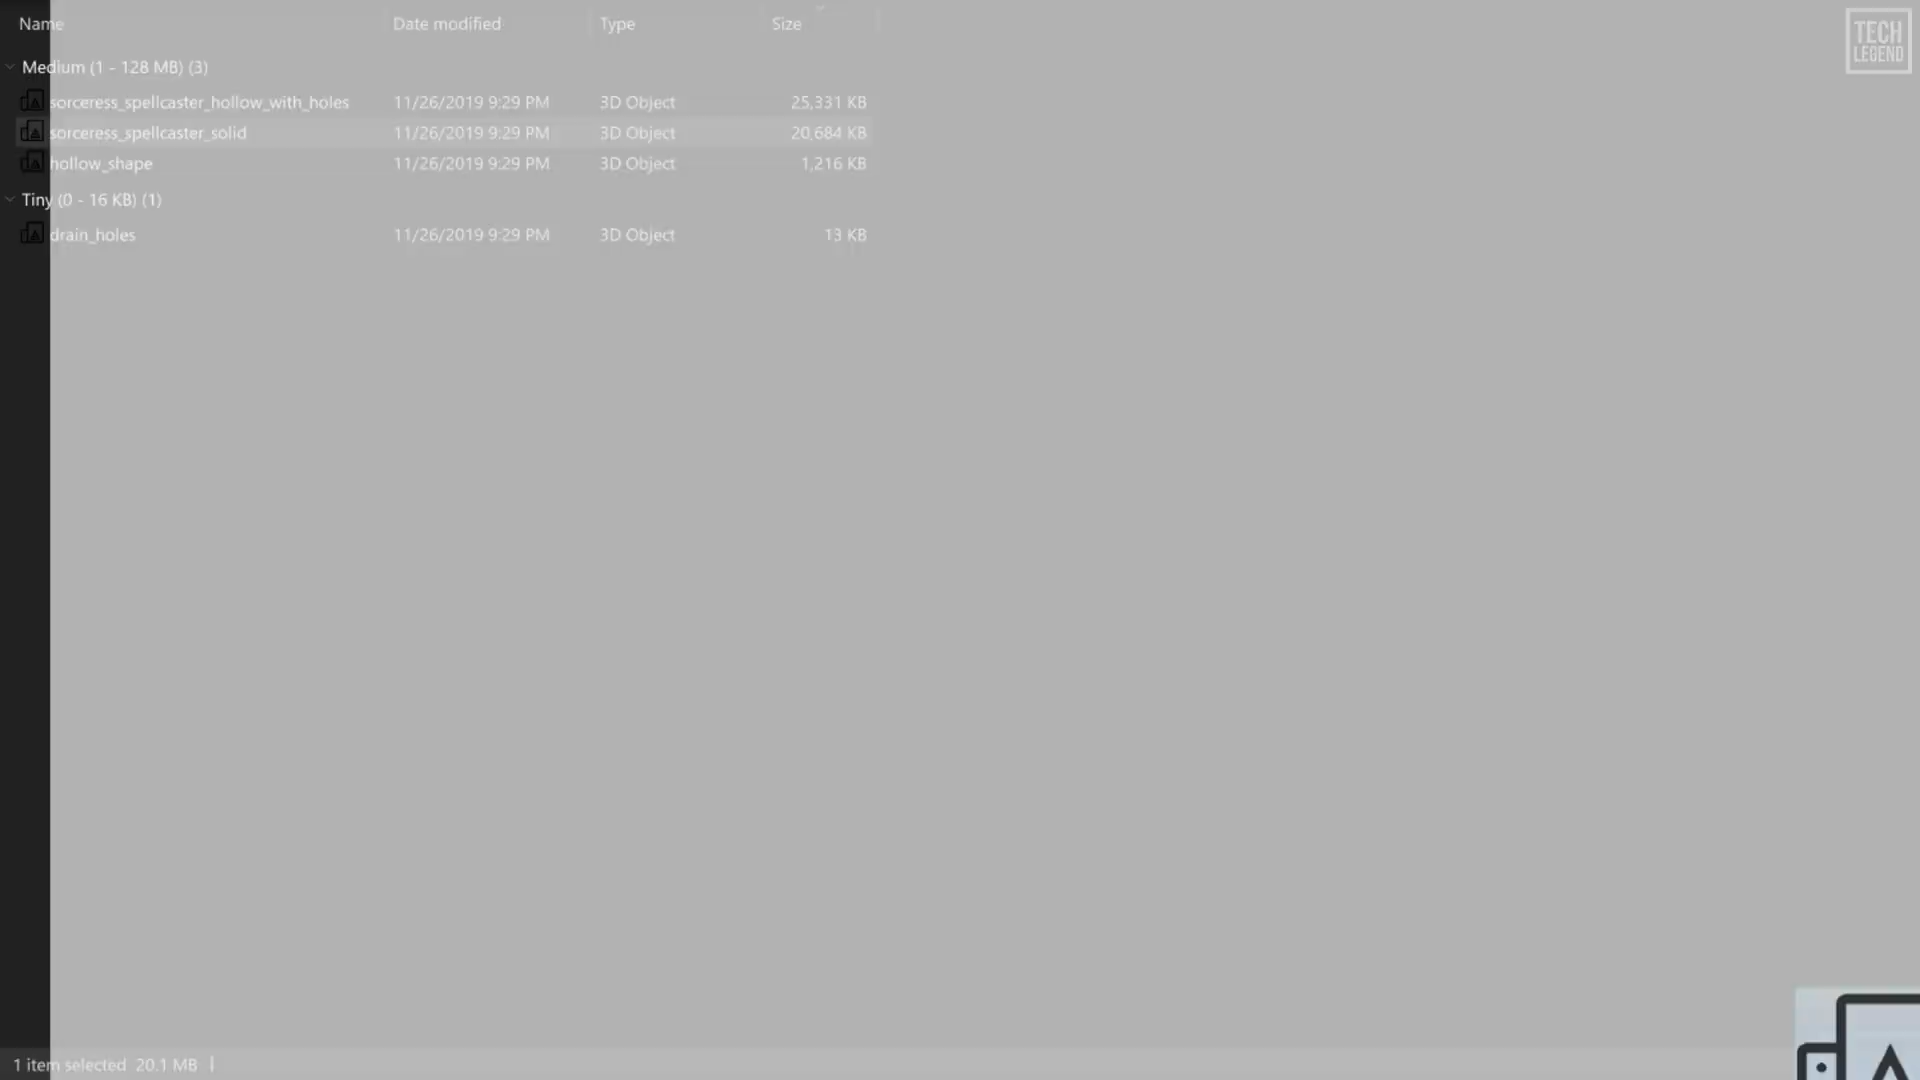 Name Date modified Type Size
TECH
LEGEND
Medium (1 - 128 MB) (3)
sorceress_spellcaster_hollow_with_holes 11/26/2019 9:29 PM 3D Object 25,331 KB
sorceress_spellcaster_solid 11/26/2019 9:29 PM 3D Object 20,684 KB
hollow_shape 11/26/2019 9:29 PM 3D Object 1,216 KB
Tiny (0 - 16 KB) (1)
drain_holes 11/26/2019 9:29 PM 3D Object 13 KB
1 item selected 20.1 MB